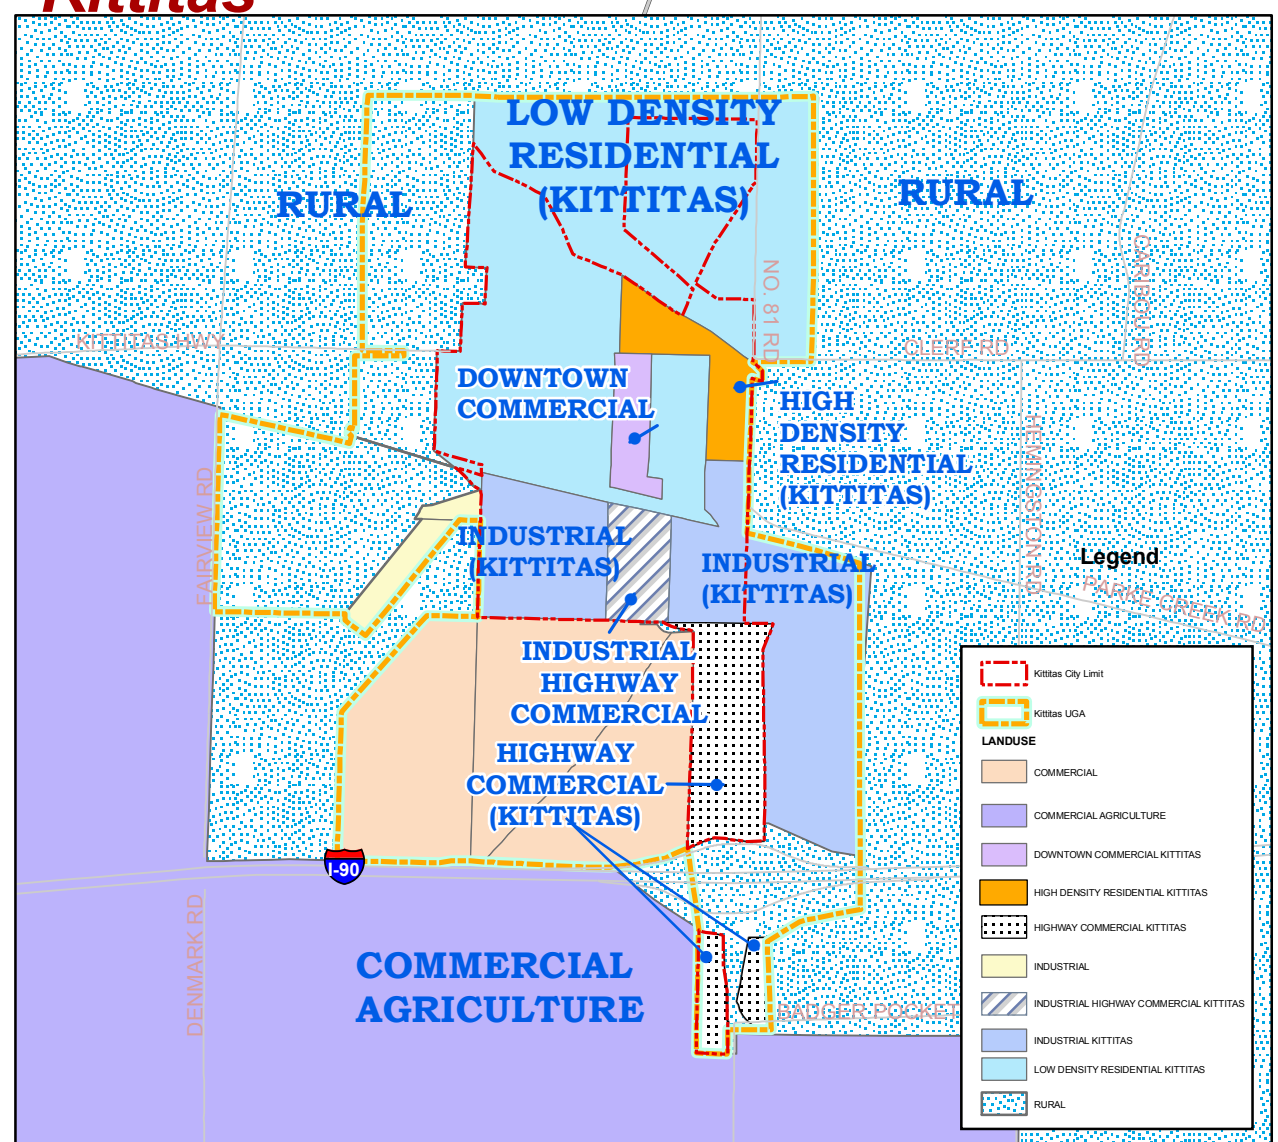 Kittitas
LOW DENSITY
RESIDENTIAL
(KITTITAS)
RURAL
RURAL
NO. 81 RD
CARIBOU RD
KITTITAS HWY
CLERF RD
DOWNTOWN
COMMERCIAL
HIGH
DENSITY
RESIDENTIAL
(KITTITAS)
HEMINGSTON RD
FAIRVIEW RD
INDUSTRIAL
(KITTITAS)
INDUSTRIAL
(KITTITAS)
PARKE CREEK RD
INDUSTRIAL
HIGHWAY
COMMERCIAL
HIGHWAY
COMMERCIAL
(KITTITAS)
I-90
DENMARK RD
COMMERCIAL
AGRICULTURE
BADGER POCKET
Legend
Kittitas City Limit
Kittitas UGA
LANDUSE
COMMERCIAL
COMMERCIAL AGRICULTURE
DOWNTOWN COMMERCIAL KITTITAS
HIGH DENSITY RESIDENTIAL KITTITAS
HIGHWAY COMMERCIAL KITTITAS
INDUSTRIAL
INDUSTRIAL HIGHWAY COMMERCIAL KITTITAS
INDUSTRIAL KITTITAS
LOW DENSITY RESIDENTIAL KITTITAS
RURAL